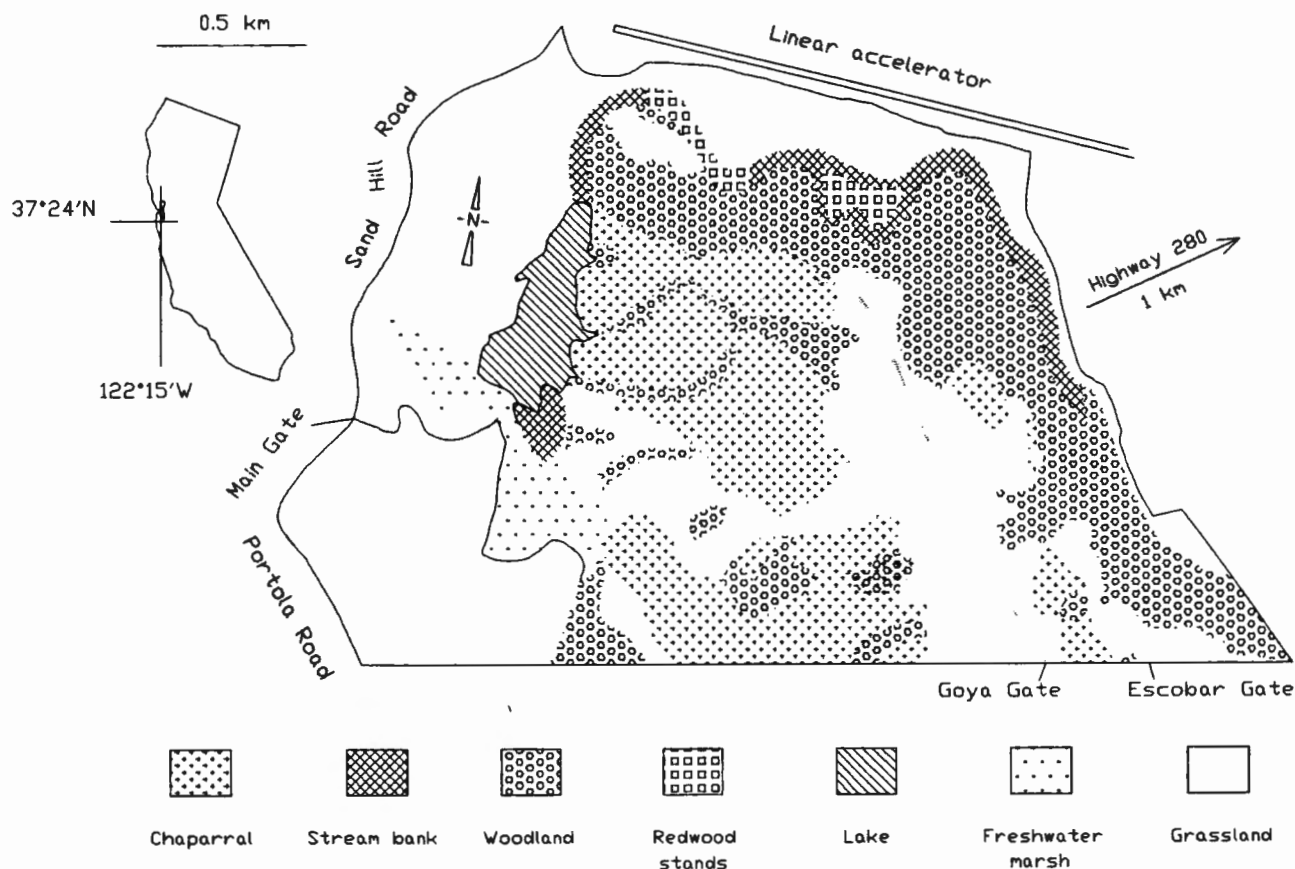 0.5 km
Linear accelerator
Sand Hill Road
37°24'N
-N-
Highway 280
1 km
122°15'W
Main Gate
Portola Road
Goya Gate
Escobar Gate
Chaparral
Stream bank
Woodland
Redwood
stands
Lake
Freshwater
marsh
Grassland